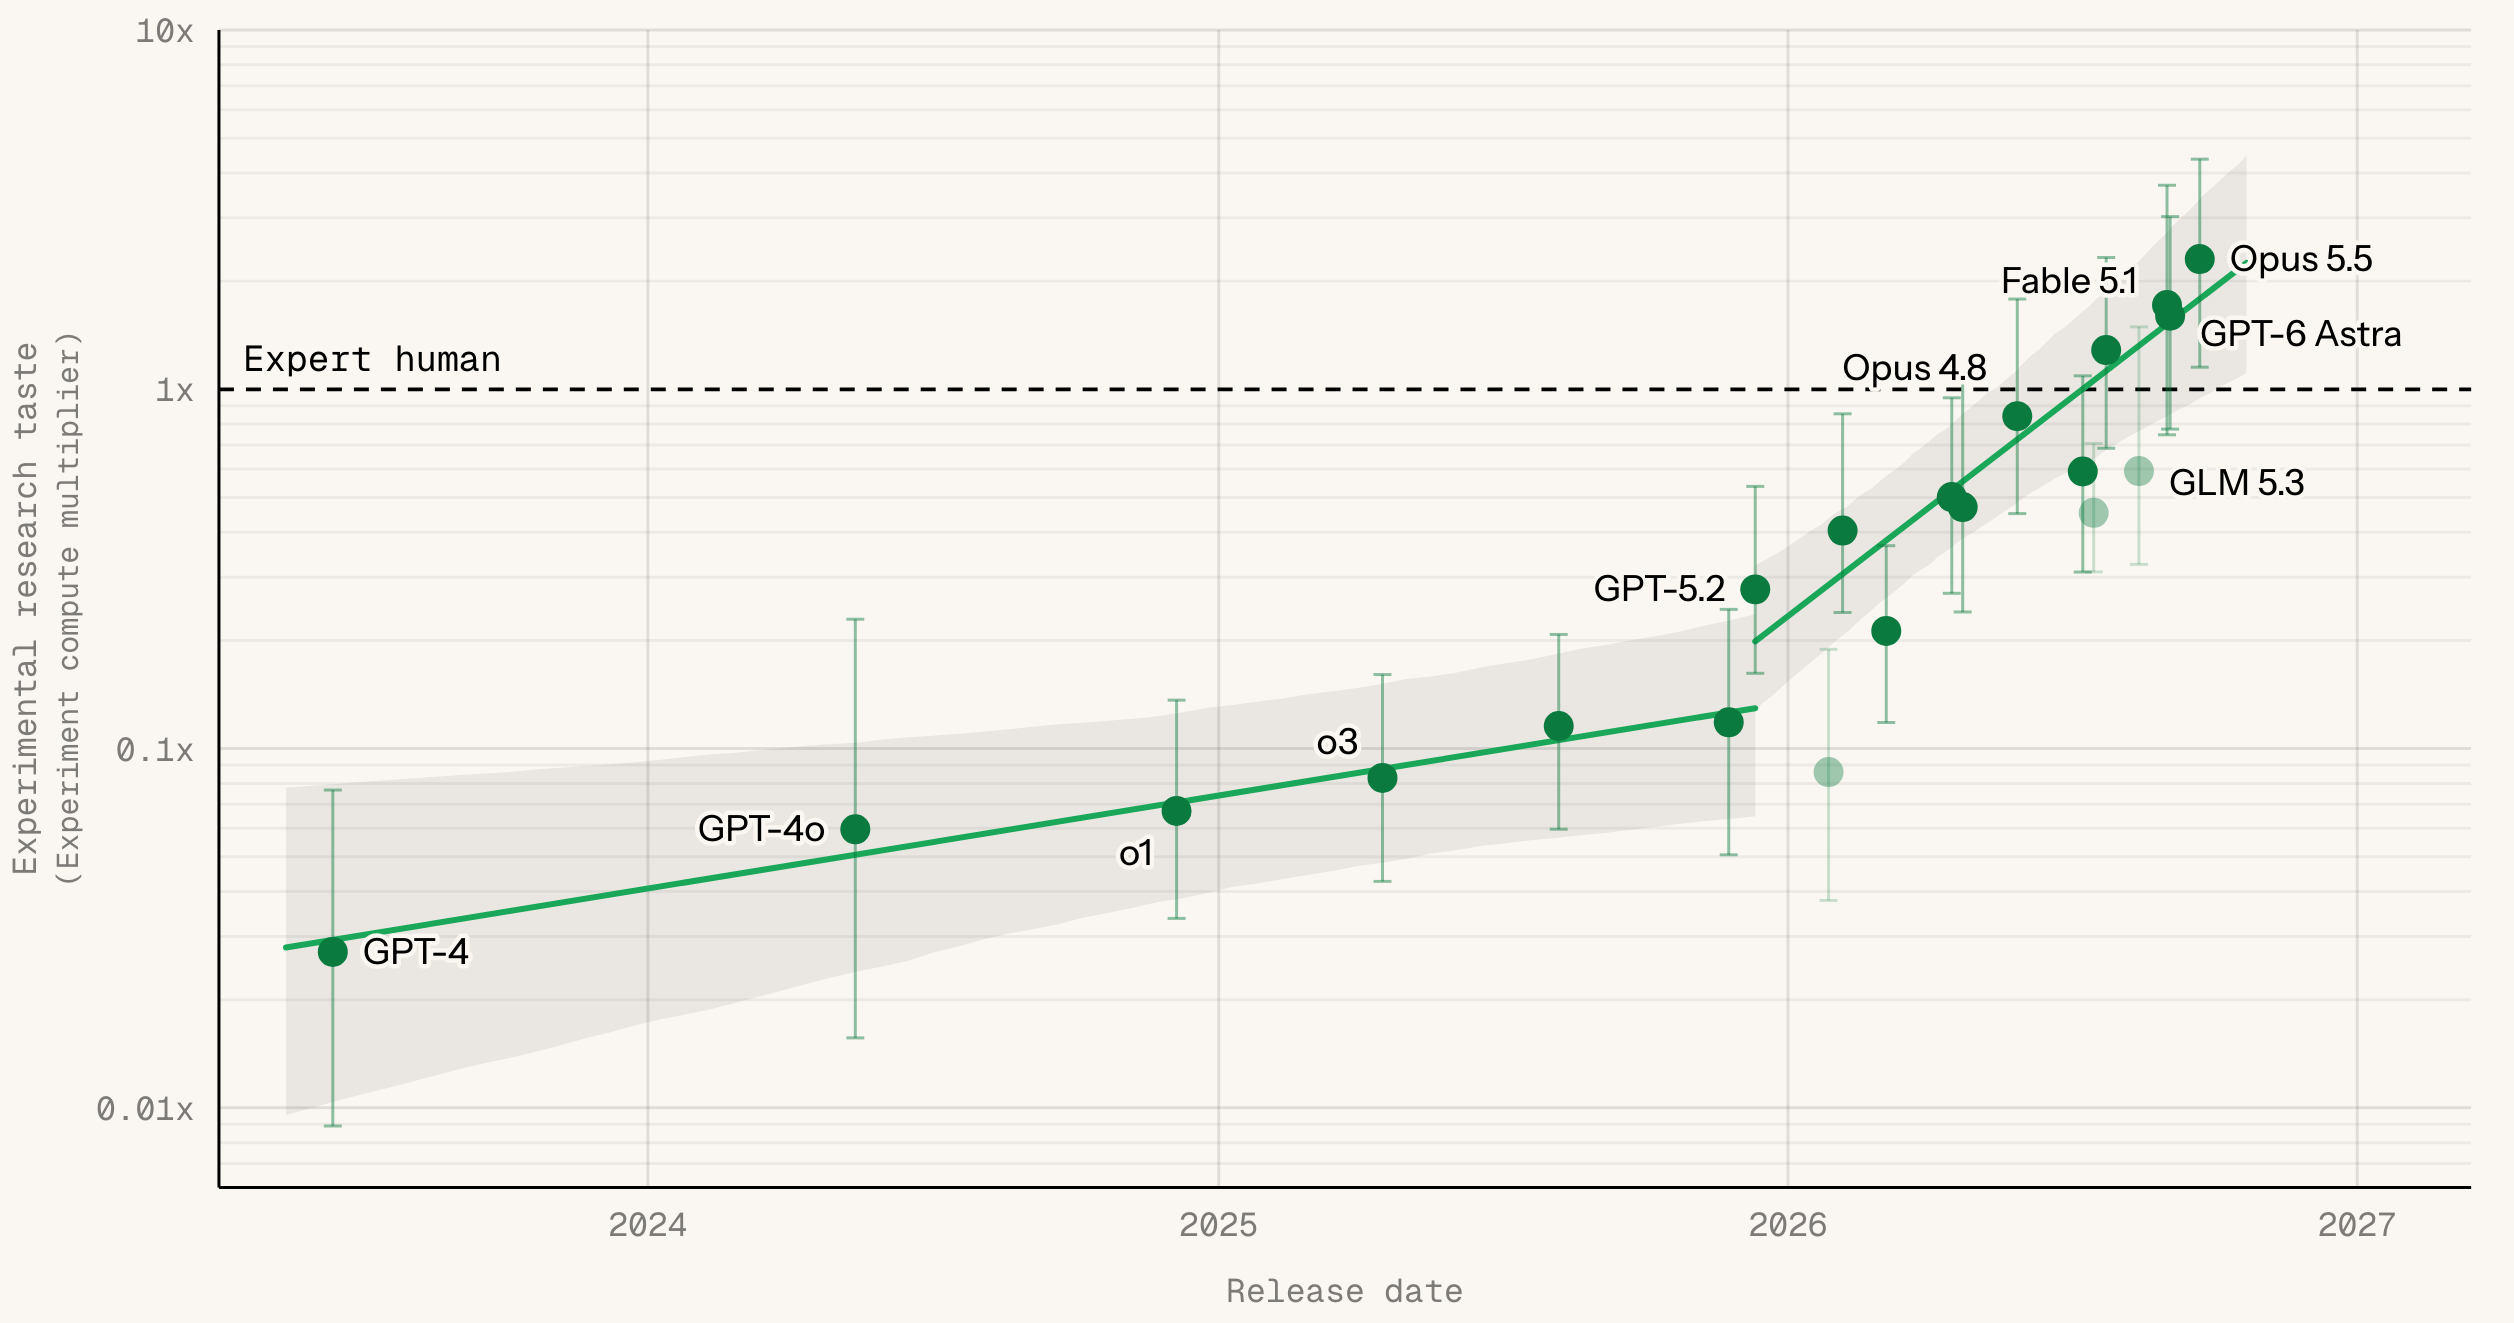 Experimental research taste
(Experiment compute multiplier)
10x
1x
0.1x
0.01x
Expert human
GPT-4
GPT-4o
o1
o3
GPT-5.2
Opus 4.8
Fable 5.1
Opus 5.5
GPT-6 Astra
GLM 5.3
2024
2025
2026
2027
Release date